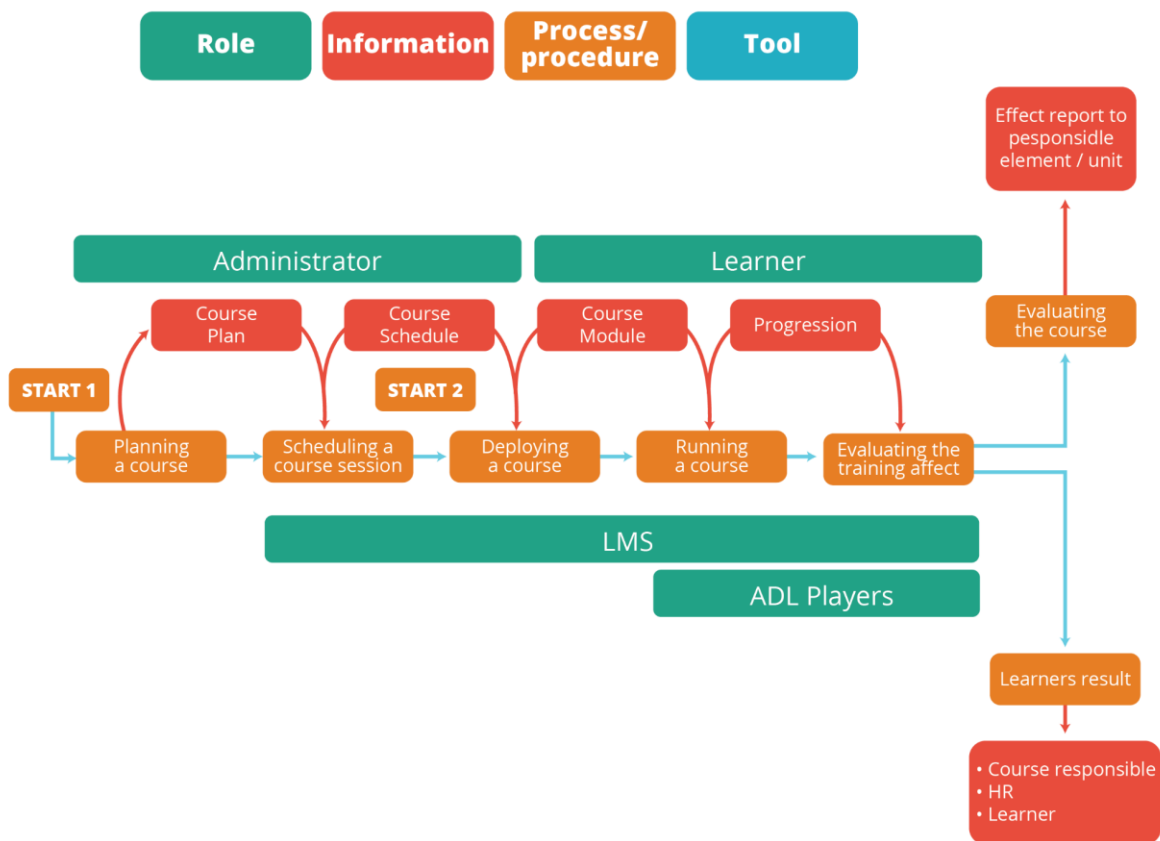 Role
Information
Process/
procedure
Tool
Effect report to
pesponsidle
element / unit
Administrator
Learner
Course
Plan
Course
Schedule
Course
Module
Progression
Evaluating
the course
START 1
START 2
Planning
a course
Scheduling a
course session
Deploying
a course
Running
a course
Evaluating the
training affect
LMS
ADL Players
Learners result
• Course responsible
• HR
• Learner